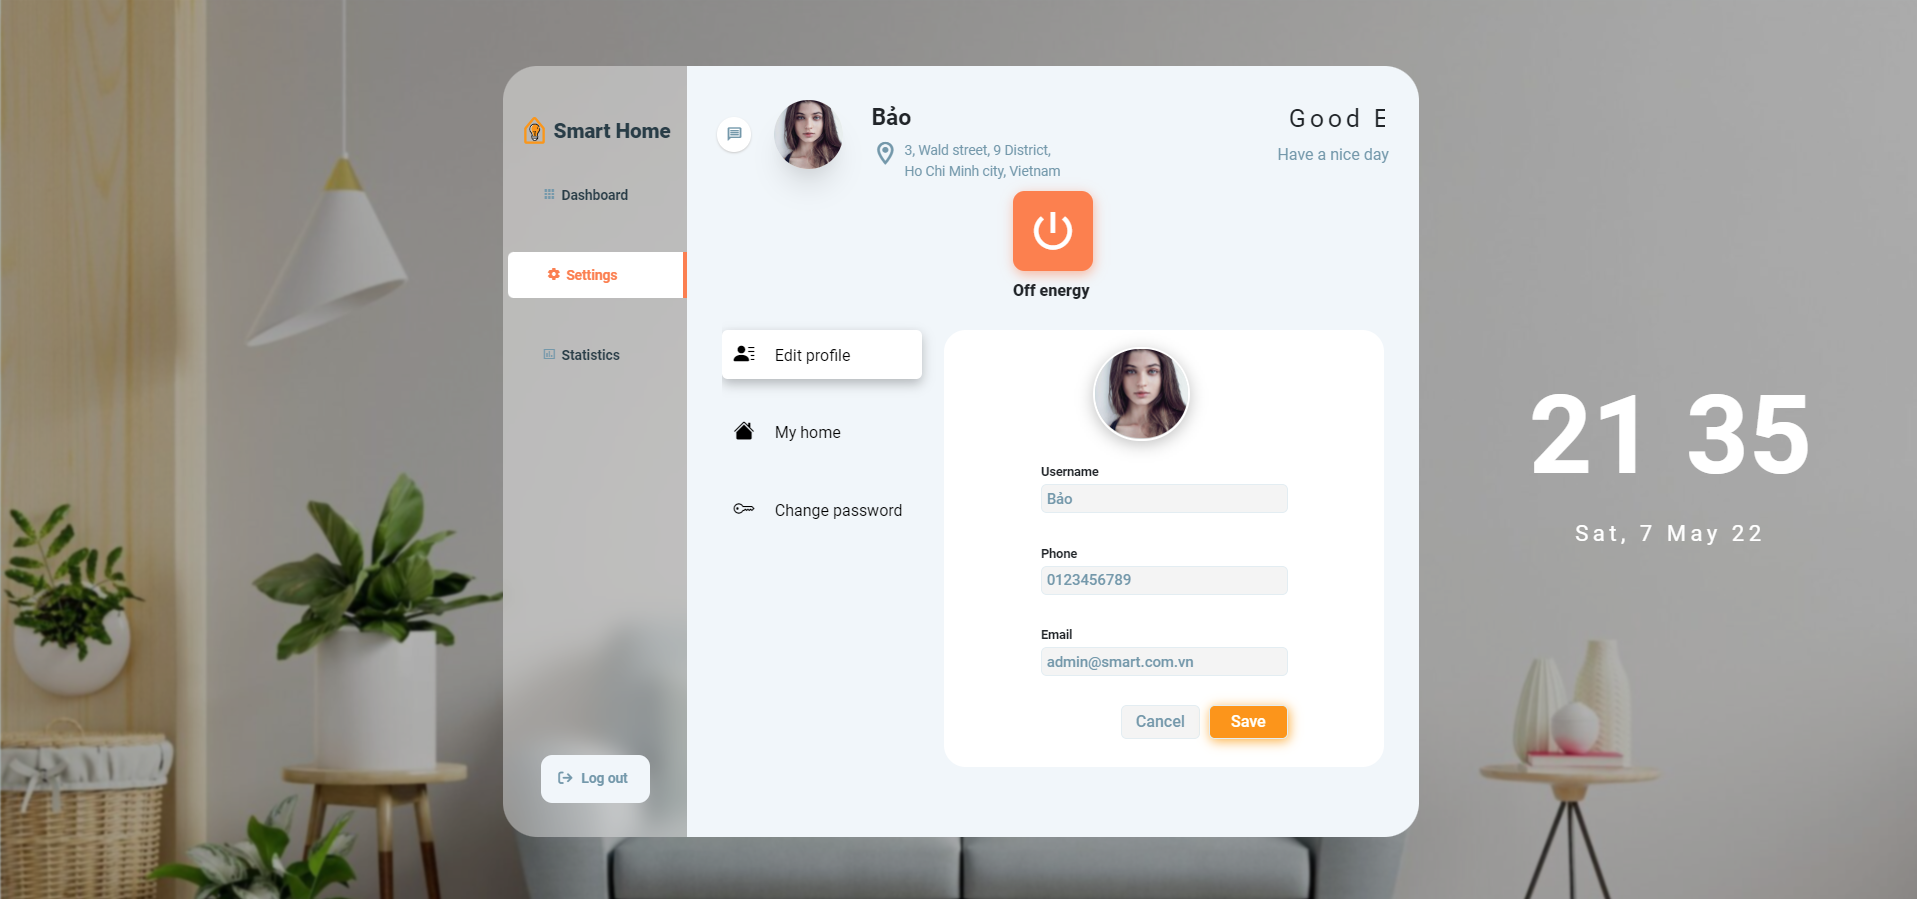 Smart Home
Dashboard
Settings
Statistics
Log out
Bảo
3, Wald street, 9 District,
Ho Chi Minh city, Vietnam
Good E
Have a nice day
Off energy
Edit profile
My home
Change password
Username
Bảo
Phone
0123456789
Email
admin@smart.com.vn
Cancel
Save
21 35
Sat, 7 May 22